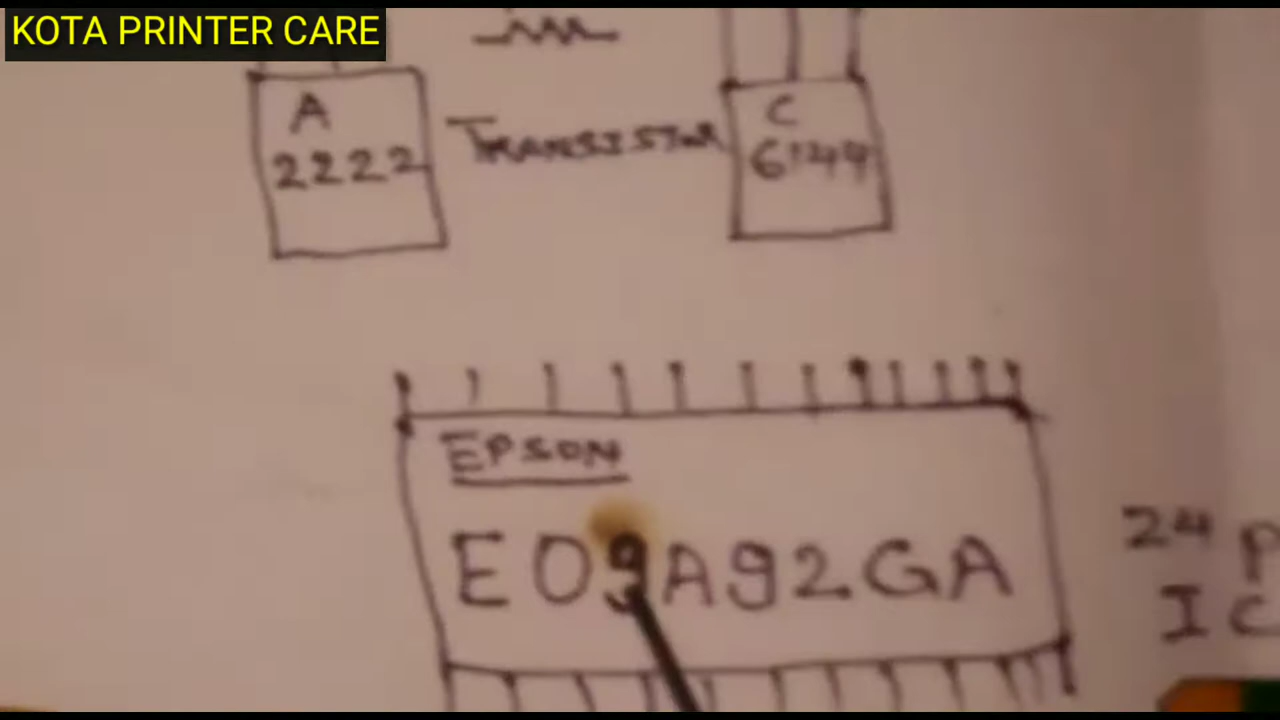 KOTA PRINTER CARE
A
2222
TRANSISTOR
C
6144
EPSON
E09A92GA
24 P
IC